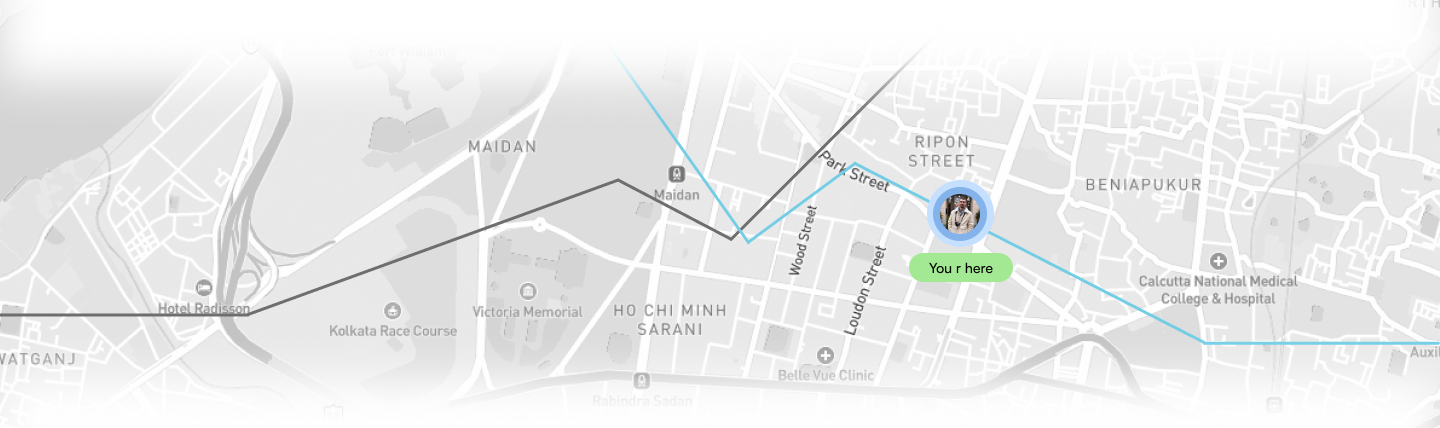 Fort William
MAIDAN
RIPON
STREET
Park Street
BENIAPUKUR
Maidan
Wood Street
You r here
Loudon Street
Calcutta National Medical
College & Hospital
Hotel Radisson
Victoria Memorial
HO CHI MINH
SARANI
Kolkata Race Course
WATGANJ
Auxil
Belle Vue Clinic
Rabindra Sadan